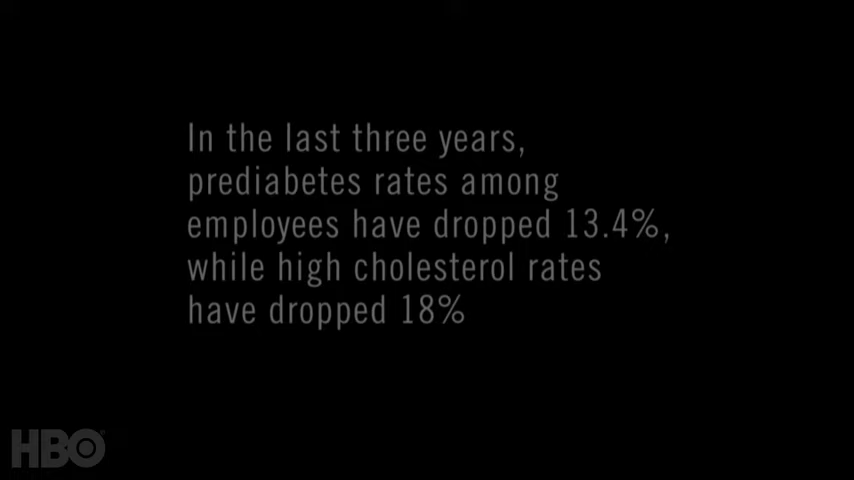 In the last three years,
prediabetes rates among
employees have dropped 13.4%,
while high cholesterol rates
have dropped 18%
HBO